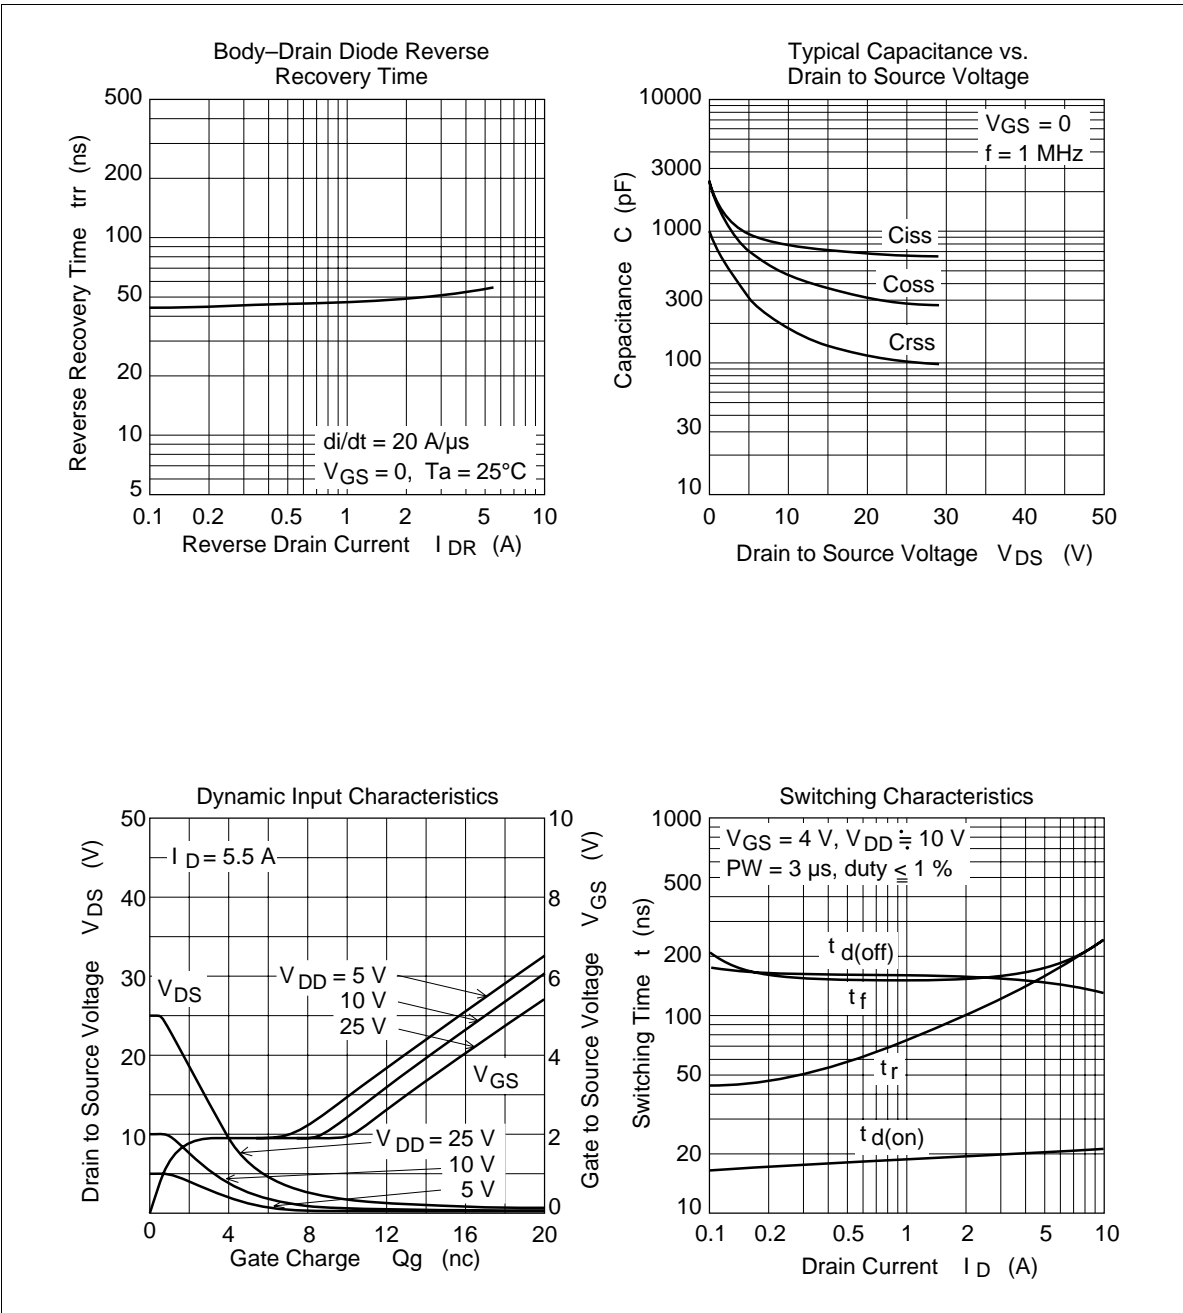 Body–Drain Diode Reverse
Recovery Time
500
200
100
50
20
10
5
Reverse Recovery Time trr (ns)
di/dt = 20 A/µs
VGS = 0, Ta = 25°C
0.1 0.2 0.5 1 2 5 10
Reverse Drain Current I DR (A)
Typical Capacitance vs.
Drain to Source Voltage
10000
3000
1000
300
100
30
10
Capacitance C (pF)
VGS = 0
f = 1 MHz
Ciss
Coss
Crss
0 10 20 30 40 50
Drain to Source Voltage VDS (V)
Dynamic Input Characteristics
50
40
30
20
10
0
Drain to Source Voltage VDS (V)
I D = 5.5 A
VDS
VDD = 5 V
10 V
25 V
VGS
VDD = 25 V
10 V
5 V
10
8
6
4
2
0
Gate to Source Voltage VGS (V)
0 4 8 12 16 20
Gate Charge Qg (nc)
Switching Characteristics
1000
500
200
100
50
20
10
Switching Time t (ns)
VGS = 4 V, VDD ≒ 10 V
PW = 3 µs, duty ≦ 1 %
t d(off)
t f
t r
t d(on)
0.1 0.2 0.5 1 2 5 10
Drain Current I D (A)